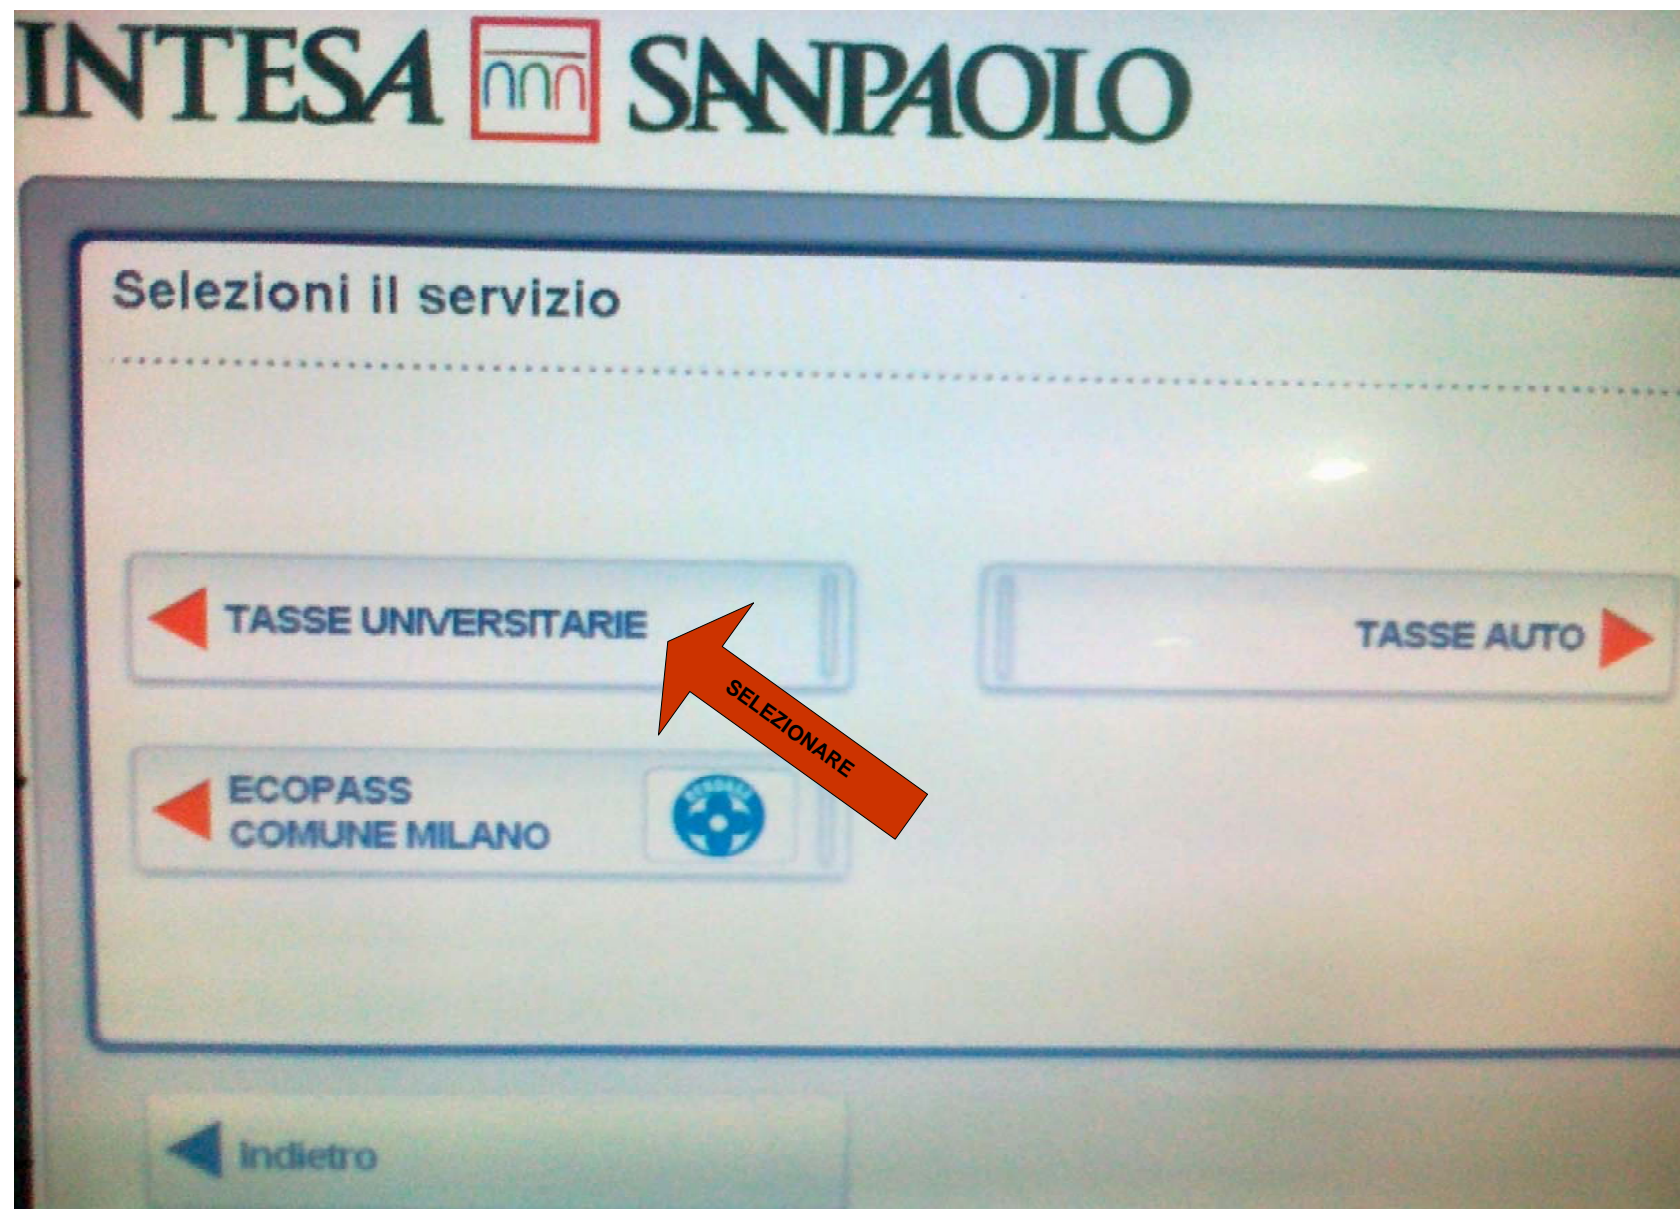 INTESA SANPAOLO
Selezioni il servizio
TASSE UNIVERSITARIE
TASSE AUTO
SELEZIONARE
ECOPASS
COMUNE MILANO
Indietro